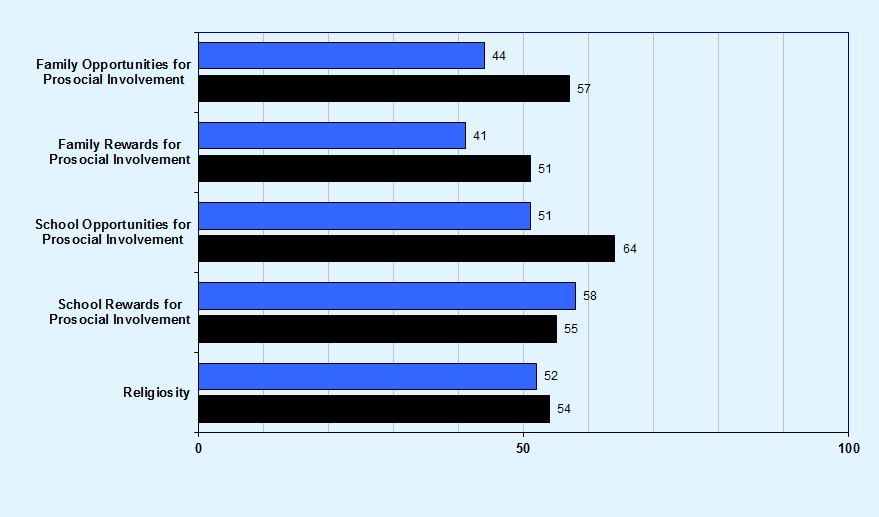 Family Opportunities for
Prosocial Involvement
44
57
Family Rewards for
Prosocial Involvement
41
51
School Opportunities for
Prosocial Involvement
51
64
School Rewards for
Prosocial Involvement
58
55
Religiosity
52
54
0
50
100